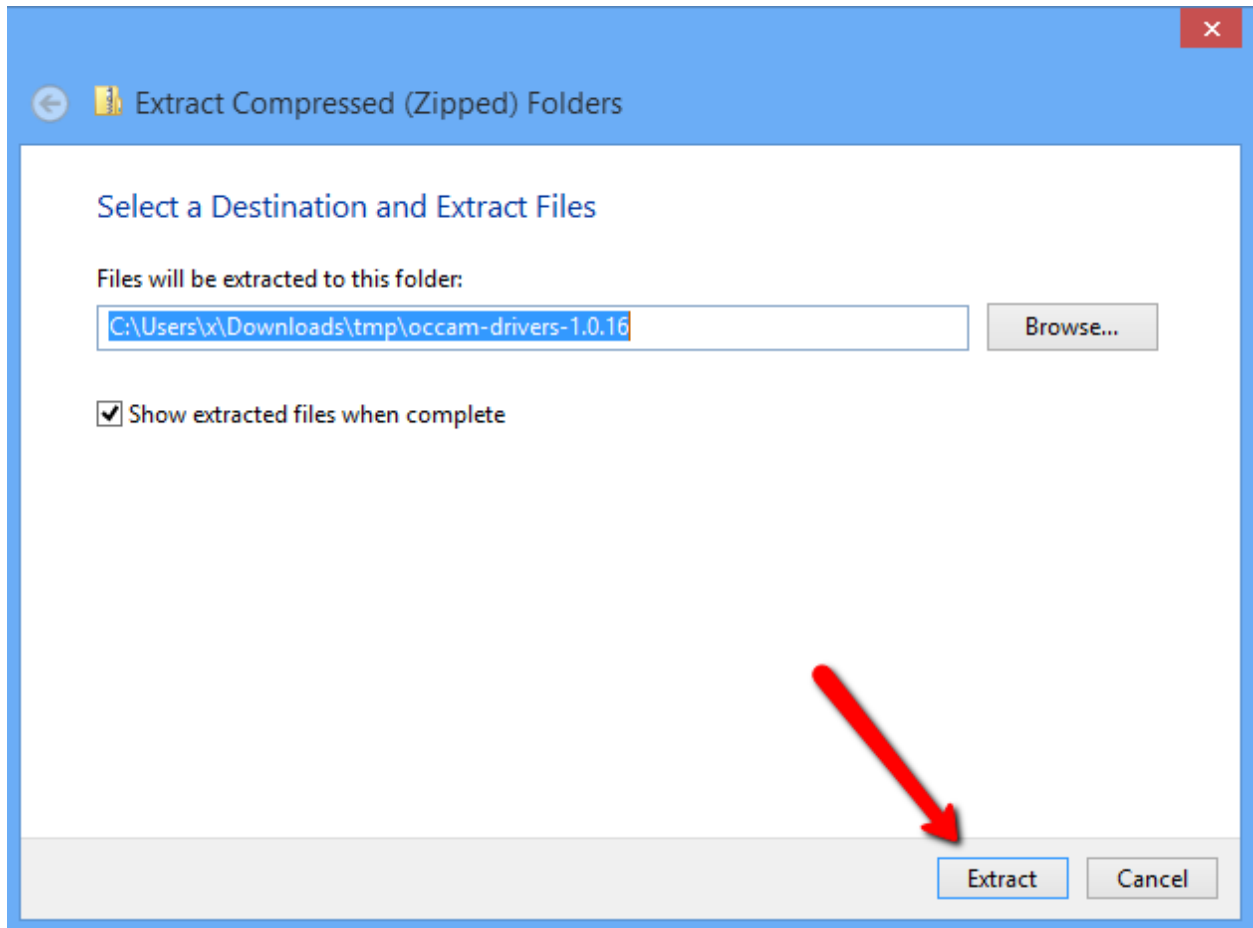 Extract Compressed (Zipped) Folders
Select a Destination and Extract Files
Files will be extracted to this folder:
C:\Users\x\Downloads\tmp\occam-drivers-1.0.16
Browse...
Show extracted files when complete
Extract
Cancel